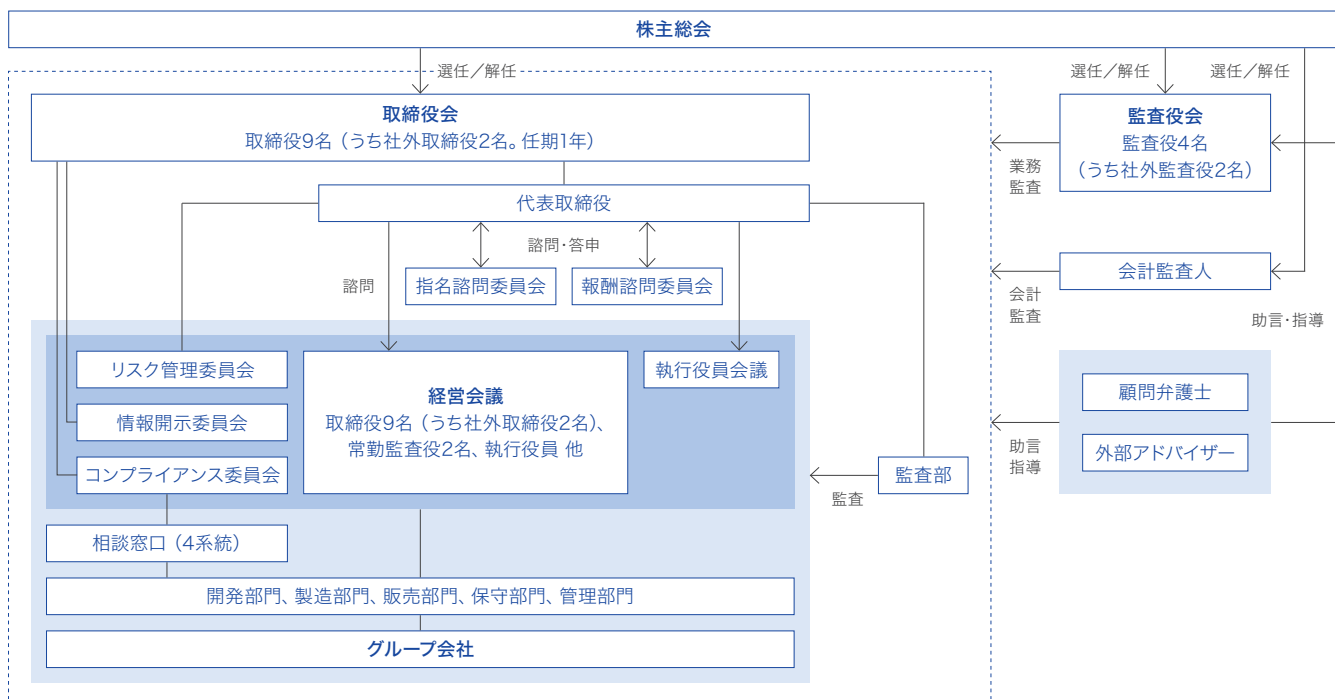 株主総会
選任／解任
選任／解任
選任／解任
取締役会
取締役9名（うち社外取締役2名。任期1年）
監査役会
監査役4名
（うち社外監査役2名）
業務
監査
代表取締役
諮問・答申
諮問
指名諮問委員会
報酬諮問委員会
会計監査人
会計
監査
助言・指導
リスク管理委員会
情報開示委員会
コンプライアンス委員会
経営会議
取締役9名（うち社外取締役2名）、
常勤監査役2名、執行役員 他
執行役員会議
顧問弁護士
外部アドバイザー
助言
指導
監査部
監査
相談窓口（4系統）
開発部門、製造部門、販売部門、保守部門、管理部門
グループ会社